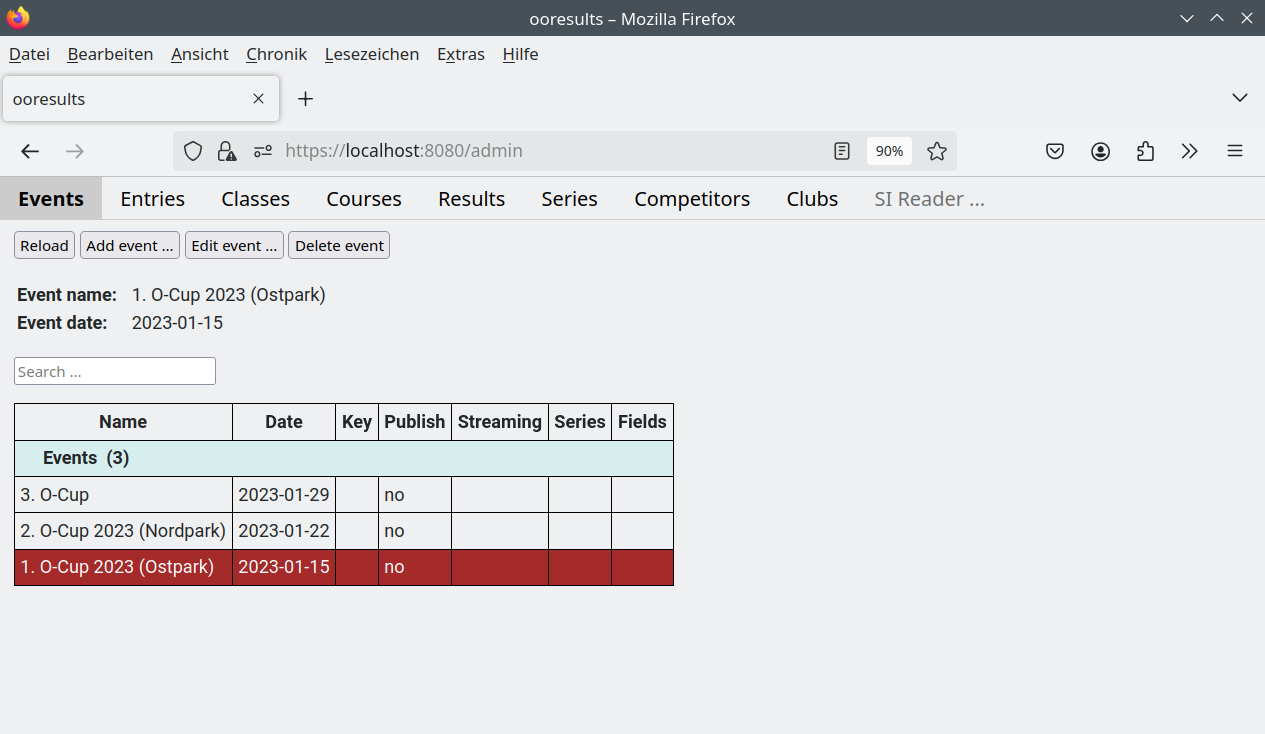 ooresults – Mozilla Firefox
Datei Bearbeiten Ansicht Chronik Lesezeichen Extras Hilfe
ooresults
https://localhost:8080/admin 90%
Events Entries Classes Courses Results Series Competitors Clubs SI Reader ...
Reload Add event ... Edit event ... Delete event
Event name: 1. O-Cup 2023 (Ostpark)
Event date: 2023-01-15
Search ...
Name Date Key Publish Streaming Series Fields
Events (3)
3. O-Cup 2023-01-29 no
2. O-Cup 2023 (Nordpark) 2023-01-22 no
1. O-Cup 2023 (Ostpark) 2023-01-15 no